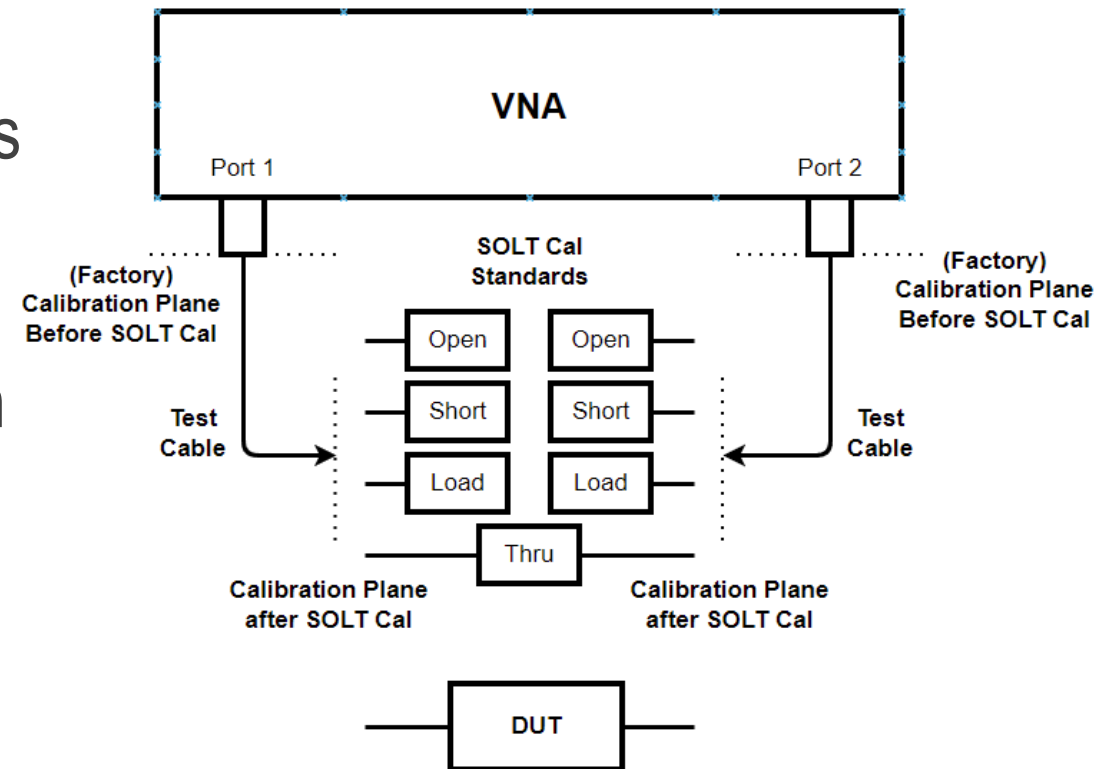 s
VNA
Port 1
Port 2
SOLT Cal
Standards
(Factory)
Calibration Plane
Before SOLT Cal
(Factory)
Calibration Plane
Before SOLT Cal
Open
Open
Short
Short
Test
Cable
Test
Cable
Load
Load
Thru
Calibration Plane
after SOLT Cal
Calibration Plane
after SOLT Cal
DUT